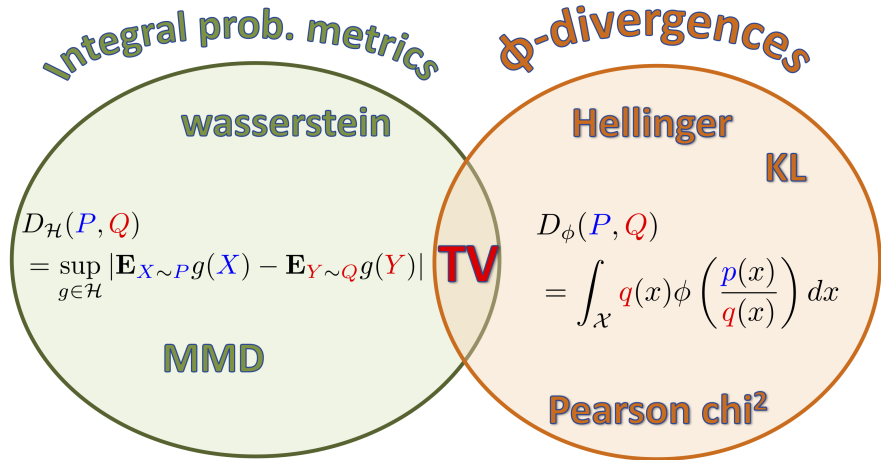 Integral prob. metrics
wasserstein
D_ℋ(P, Q)
= sup_{g∈ℋ} |E_{X∼P} g(X) − E_{Y∼Q} g(Y)|
MMD
TV
ϕ-divergences
Hellinger
KL
D_ϕ(P, Q)
= ∫_𝒳 q(x)ϕ(p(x)/q(x)) dx
Pearson chi²